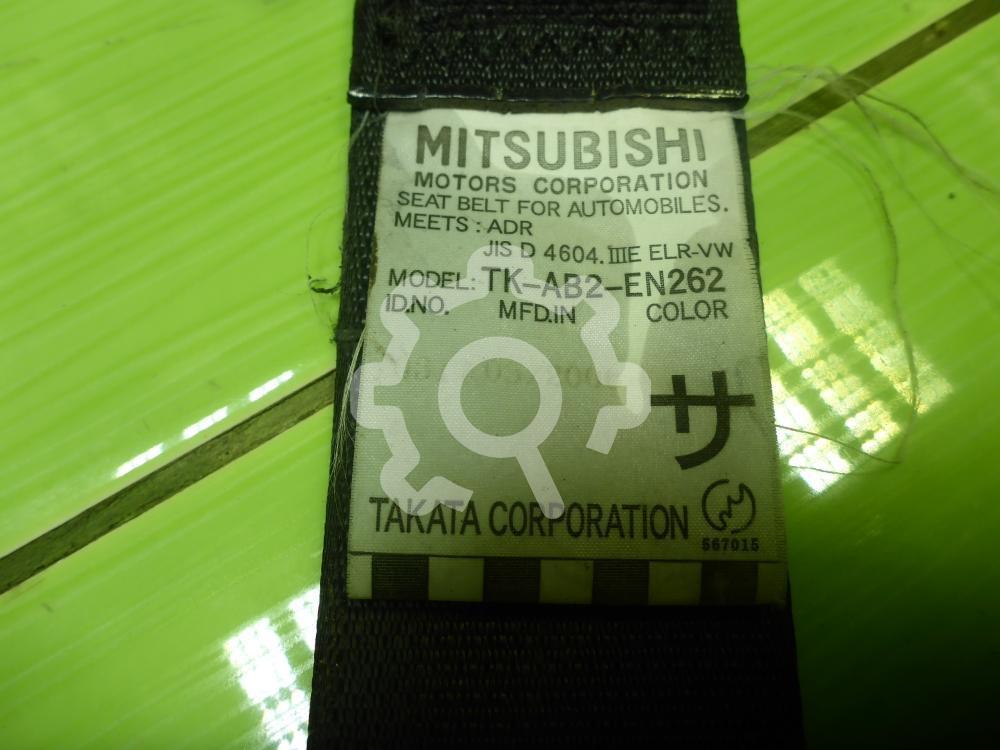 MITSUBISHI
MOTORS CORPORATION
SEAT BELT FOR AUTOMOBILES.
MEETS : ADR
JIS D 4604.IIIE ELR-VW
MODEL: TK-AB2-EN262
ID.NO. MFD.IN COLOR
サ
TAKATA CORPORATION
567015